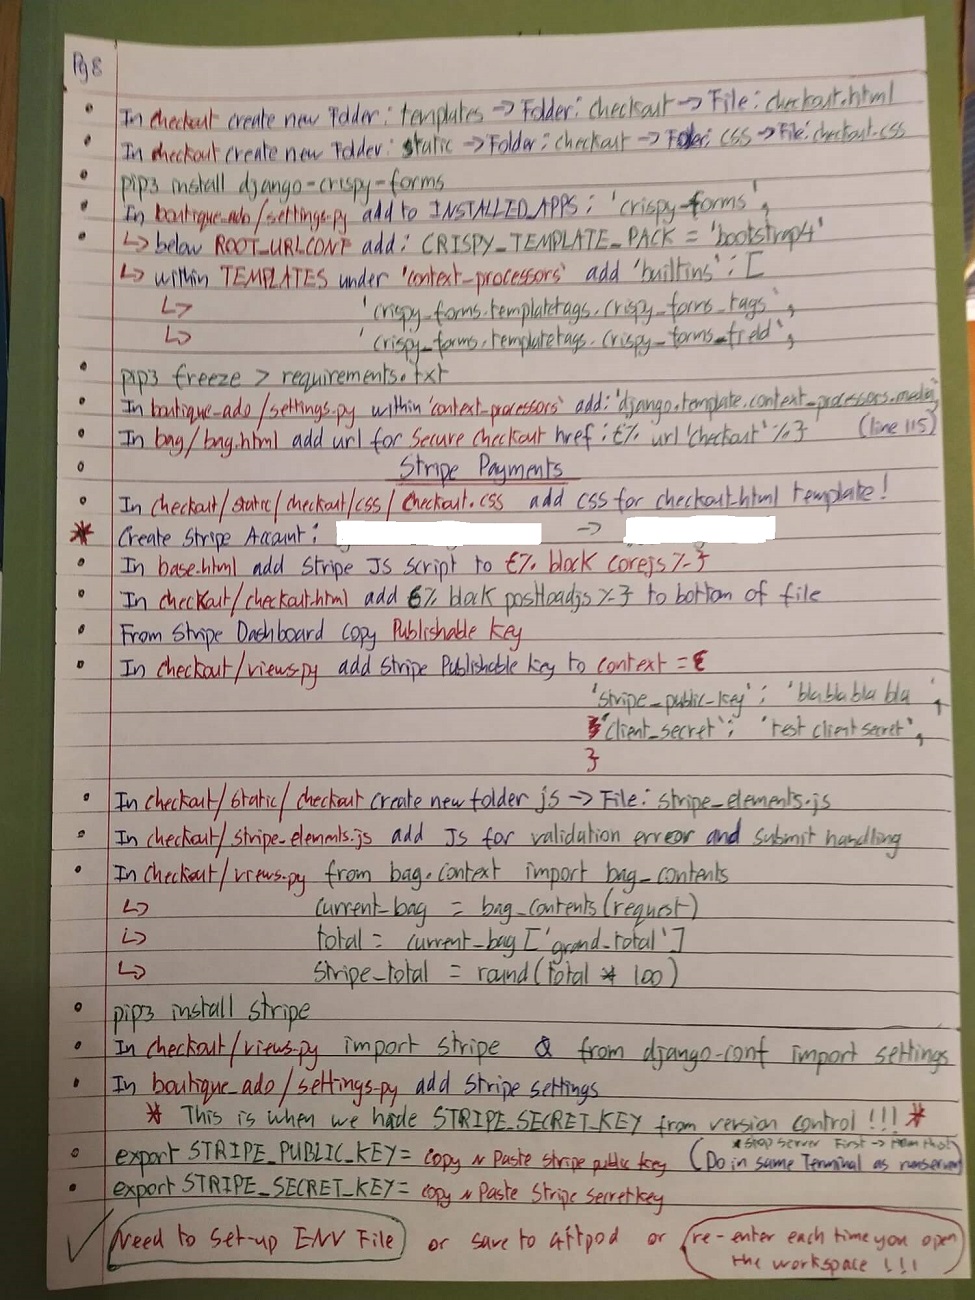 Pg 8
In checkout create new Folder: templates → Folder: checkout → File: checkout.html
In checkout create new Folder: static → Folder: checkout → Folder: css → File: checkout.css
pip3 install django-crispy-forms
In boutique_ado/settings.py add to INSTALLED_APPS: 'crispy-forms',
↳ below ROOT_URLCONF add: CRISPY_TEMPLATE_PACK = 'bootstrap4'
↳ within TEMPLATES under 'context-processors' add 'builtins': [
↳ 'crispy_forms.templatetags.crispy_forms_tags',
↳ 'crispy_forms.templatetags.crispy_forms_field',
pip3 freeze > requirements.txt
In boutique_ado/settings.py within 'context-processors' add: 'django.template.context_processors.media',
In bag/bag.html add url for Secure checkout href: {% url 'checkout' %} (line 115)
Stripe Payments
In checkout/static/checkout/css/checkout.css add css for checkout.html template!
* Create Stripe Account: →
In base.html add Stripe JS script to {% block corejs %}
In checkout/checkout.html add {% block postloadjs %} to bottom of file
From Stripe Dashboard copy Publishable key
In checkout/views.py add Stripe Publishable key to context = {
'stripe_public_key': 'bla bla bla bla',
'client_secret': 'test client secret',
}
In checkout/static/checkout create new folder js → File: stripe_elements.js
In checkout/stripe_elements.js add Js for validation error and submit handling
In checkout/views.py from bag.context import bag_contents
↳ current-bag = bag_contents(request)
↳ total = current-bag['grand_total']
↳ stripe_total = round(total * 100)
pip3 install stripe
In checkout/views.py import stripe & from django-conf import settings
In boutique_ado/settings.py add Stripe settings
* This is when we hade STRIPE_SECRET_KEY from version control!!! *
* Stop server First → then that
export STRIPE_PUBLIC_KEY= copy n Paste stripe public key (Do in same Terminal as runserver)
export STRIPE_SECRET_KEY= copy n Paste Stripe secret key
✓ Need to set-up ENV File or save to gitpod or re-enter each time you open
the workspace !!!